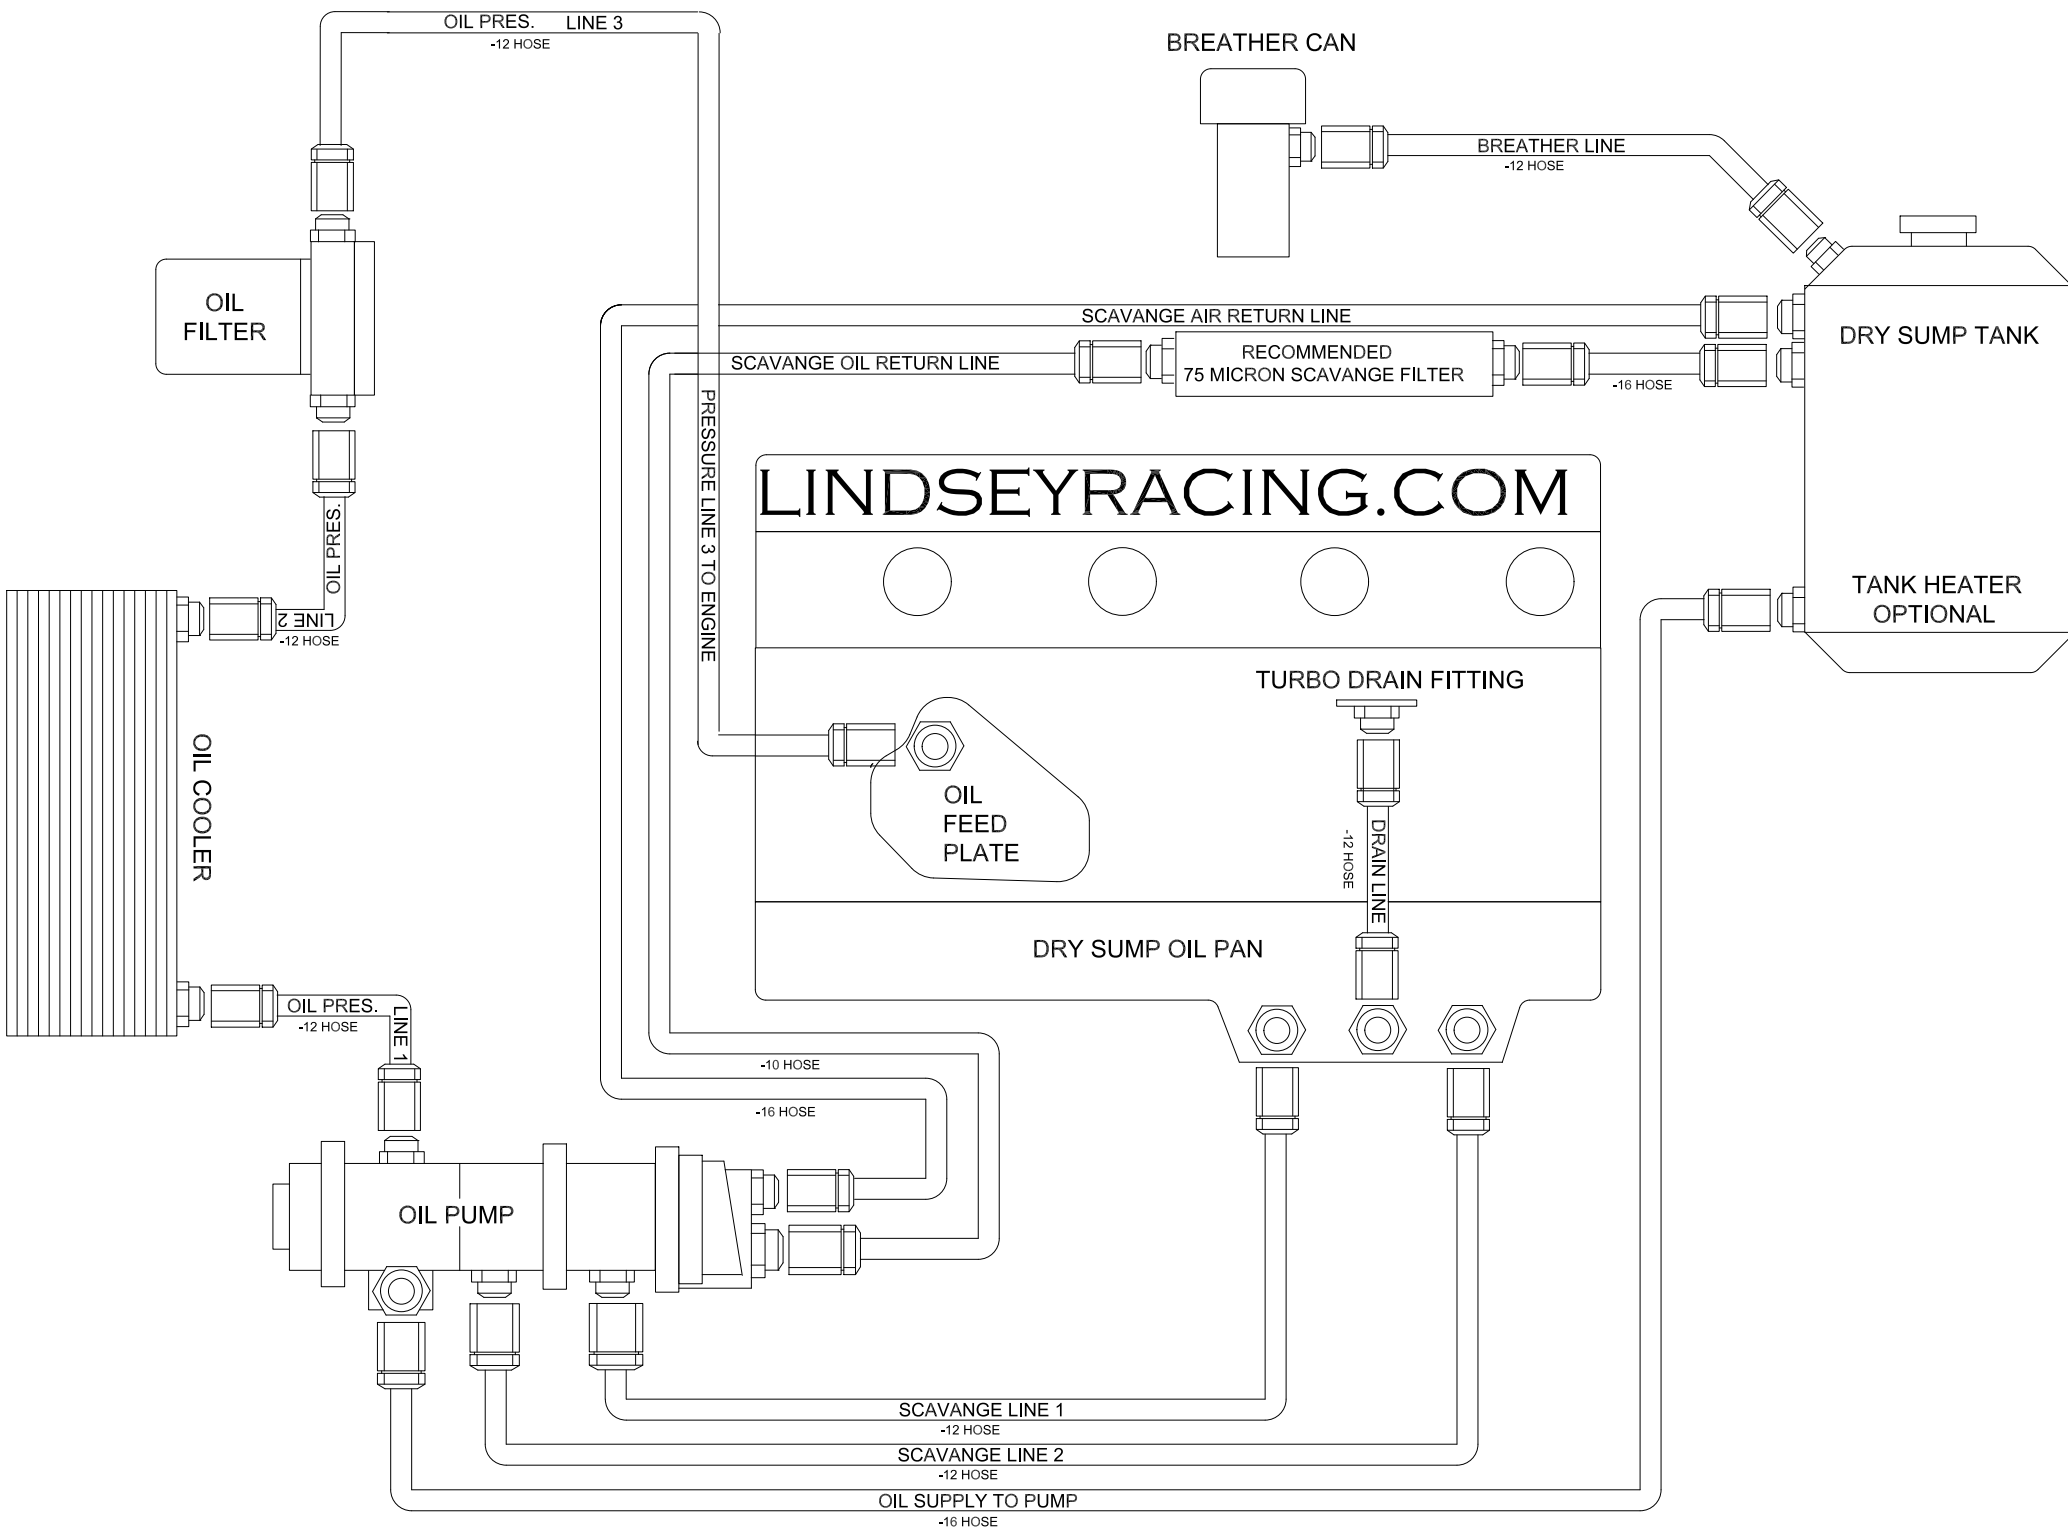 OIL PRES. LINE 3
-12 HOSE
BREATHER CAN
BREATHER LINE
-12 HOSE
OIL
FILTER
SCAVANGE AIR RETURN LINE
DRY SUMP TANK
SCAVANGE OIL RETURN LINE
RECOMMENDED
75 MICRON SCAVANGE FILTER
-16 HOSE
PRESSURE LINE 3 TO ENGINE
LINDSEYRACING.COM
OIL PRES.
LINE 2
-12 HOSE
TANK HEATER
OPTIONAL
TURBO DRAIN FITTING
OIL COOLER
OIL
FEED
PLATE
DRAIN LINE
-12 HOSE
DRY SUMP OIL PAN
OIL PRES.
-12 HOSE
LINE 1
-10 HOSE
-16 HOSE
OIL PUMP
SCAVANGE LINE 1
-12 HOSE
SCAVANGE LINE 2
-12 HOSE
OIL SUPPLY TO PUMP
-16 HOSE